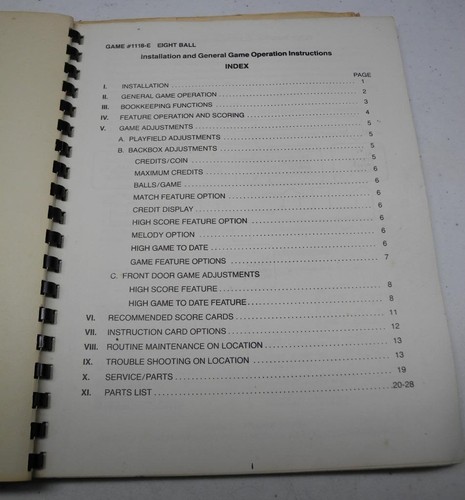 GAME #1118-E EIGHT BALL
Installation and General Game Operation Instructions
INDEX
PAGE
I. INSTALLATION 1
II. GENERAL GAME OPERATION 2
III. BOOKKEEPING FUNCTIONS 3
IV. FEATURE OPERATION AND SCORING 4
V. GAME ADJUSTMENTS 5
A. PLAYFIELD ADJUSTMENTS 5
B. BACKBOX ADJUSTMENTS 5
CREDITS/COIN 5
MAXIMUM CREDITS 6
BALLS/GAME 6
MATCH FEATURE OPTION 6
CREDIT DISPLAY 6
HIGH SCORE FEATURE OPTION 6
MELODY OPTION 6
HIGH GAME TO DATE 6
GAME FEATURE OPTIONS 7
C. FRONT DOOR GAME ADJUSTMENTS
HIGH SCORE FEATURE 8
HIGH GAME TO DATE FEATURE 8
VI. RECOMMENDED SCORE CARDS 11
VII. INSTRUCTION CARD OPTIONS 12
VIII. ROUTINE MAINTENANCE ON LOCATION 13
IX. TROUBLE SHOOTING ON LOCATION 13
X. SERVICE/PARTS 19
XI. PARTS LIST 20-28
i